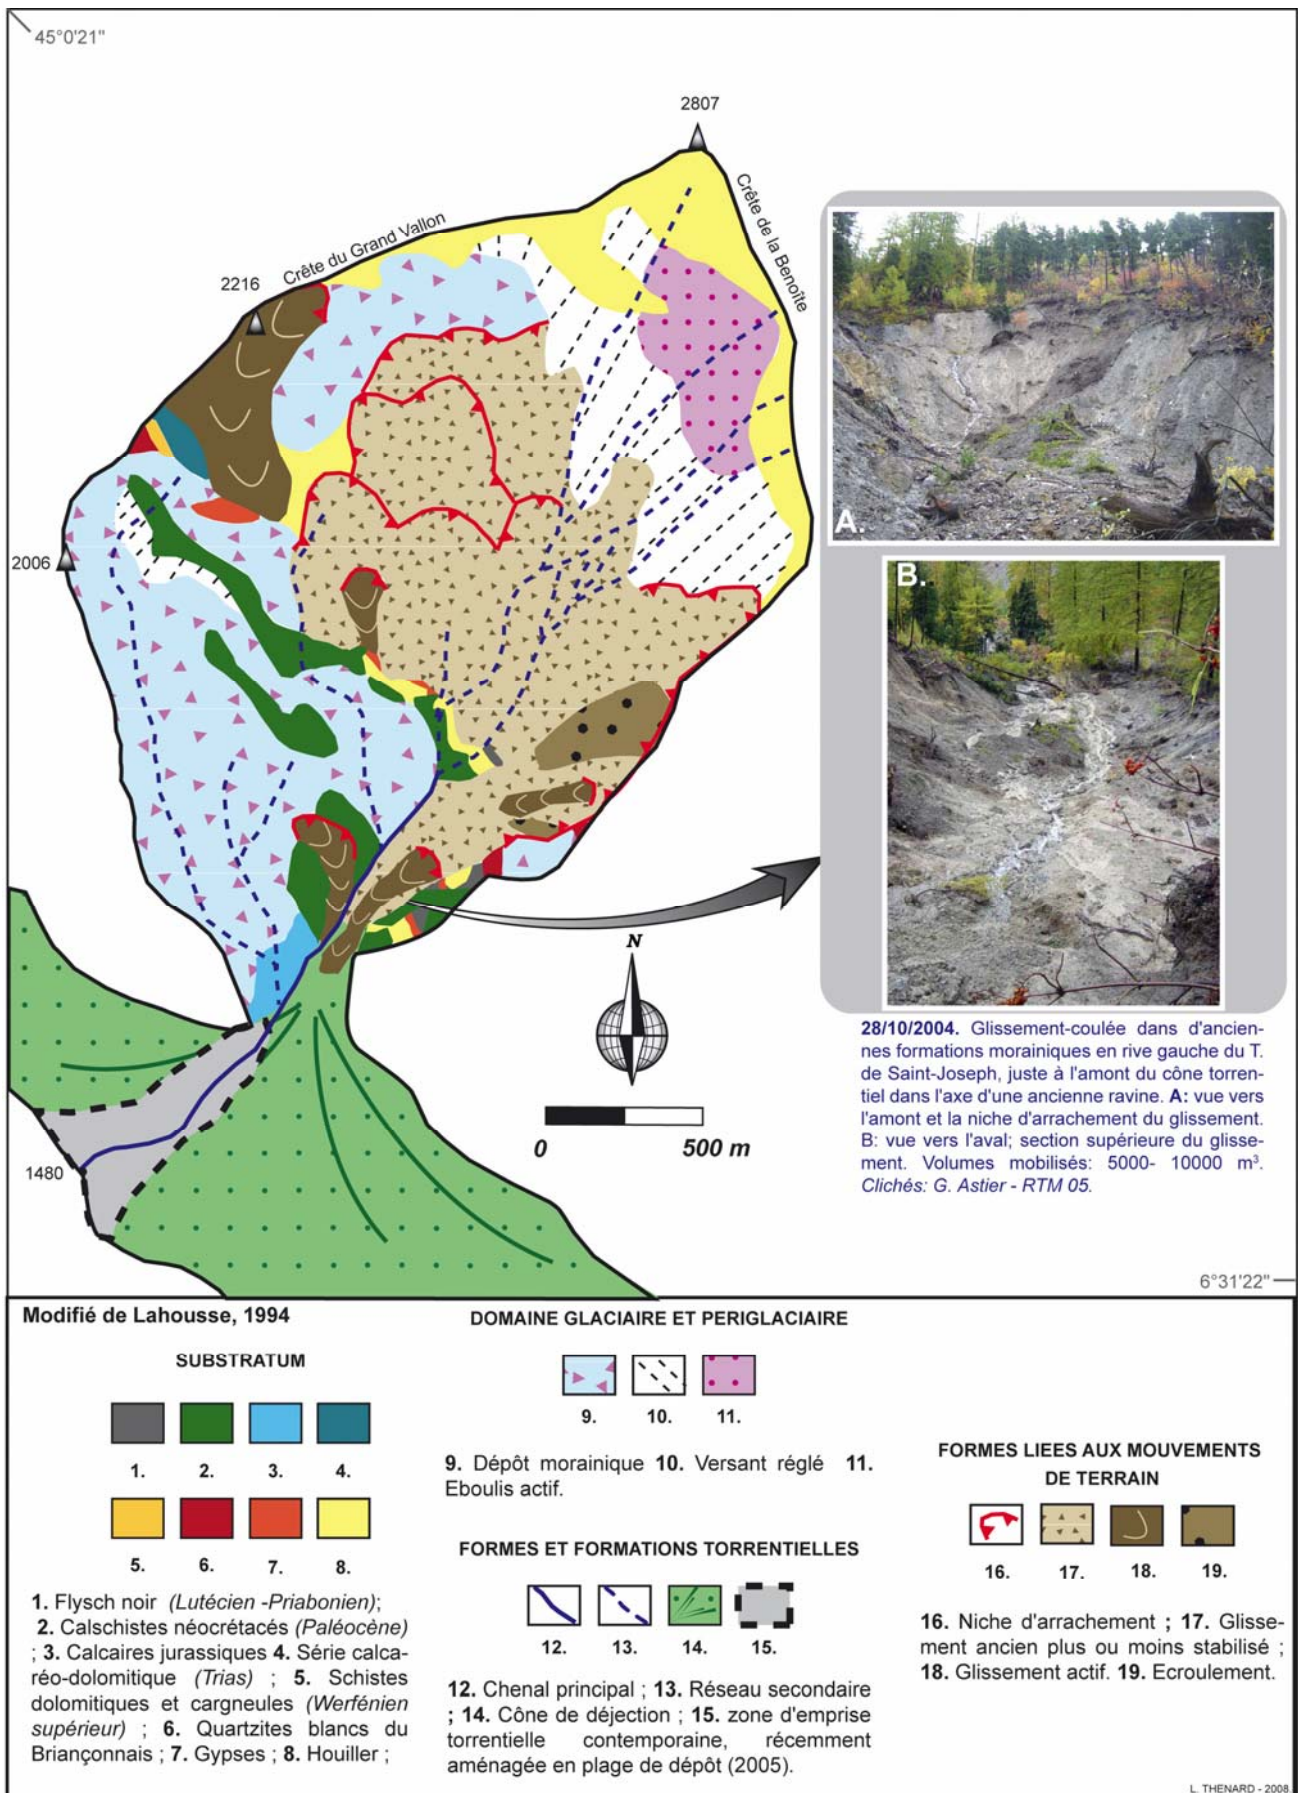 45°0'21"
2807
Crête du Grand Vallon
Crête de la Benoîte
2216
2006
A.
B.
N
0 500 m
1480
28/10/2004. Glissement-coulée dans d'ancien-
nes formations morainiques en rive gauche du T.
de Saint-Joseph, juste à l'amont du cône torren-
tiel dans l'axe d'une ancienne ravine. A: vue vers
l'amont et la niche d'arrachement du glissement.
B: vue vers l'aval; section supérieure du glisse-
ment. Volumes mobilisés: 5000- 10000 m³.
Clichés: G. Astier - RTM 05.
6°31'22"
Modifié de Lahousse, 1994
SUBSTRATUM
1. 2. 3. 4.
5. 6. 7. 8.
1. Flysch noir (Lutécien -Priabonien);
2. Calschistes néocrétacés (Paléocène)
; 3. Calcaires jurassiques 4. Série calca-
réo-dolomitique (Trias) ; 5. Schistes
dolomitiques et cargneules (Werfénien
supérieur) ; 6. Quartzites blancs du
Briançonnais ; 7. Gypses ; 8. Houiller ;
DOMAINE GLACIAIRE ET PERIGLACIAIRE
9. 10. 11.
9. Dépôt morainique 10. Versant réglé 11.
Eboulis actif.
FORMES ET FORMATIONS TORRENTIELLES
12. 13. 14. 15.
12. Chenal principal ; 13. Réseau secondaire
; 14. Cône de déjection ; 15. zone d'emprise
torrentielle contemporaine, récemment
aménagée en plage de dépôt (2005).
FORMES LIEES AUX MOUVEMENTS
DE TERRAIN
16. 17. 18. 19.
16. Niche d'arrachement ; 17. Glisse-
ment ancien plus ou moins stabilisé ;
18. Glissement actif. 19. Ecroulement.
L. THENARD - 2008